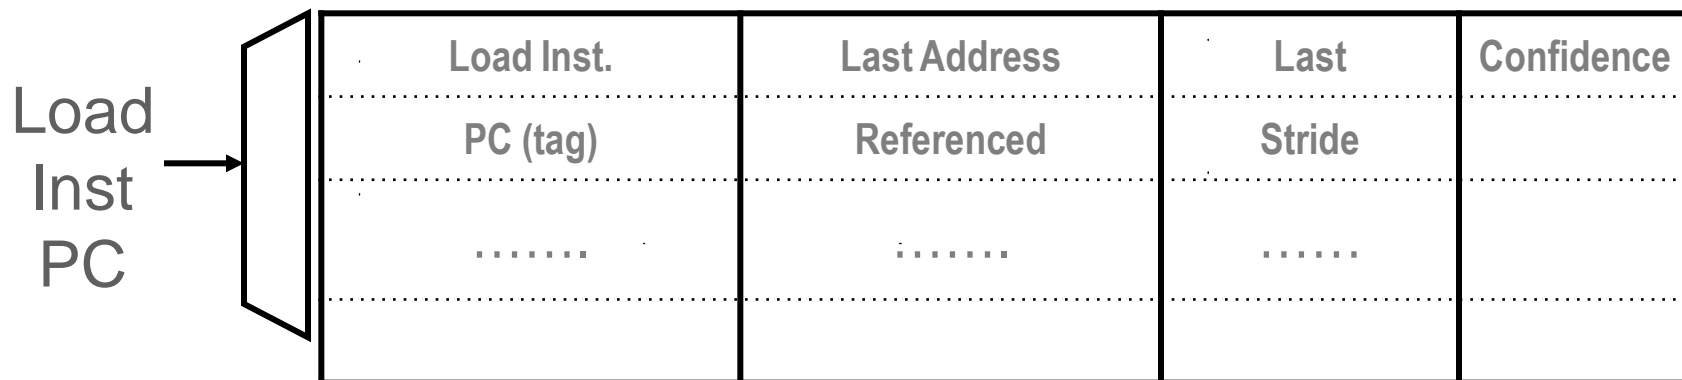 Load
Inst
PC
Load Inst. Last Address Last Confidence
PC (tag) Referenced Stride
....... ....... ......